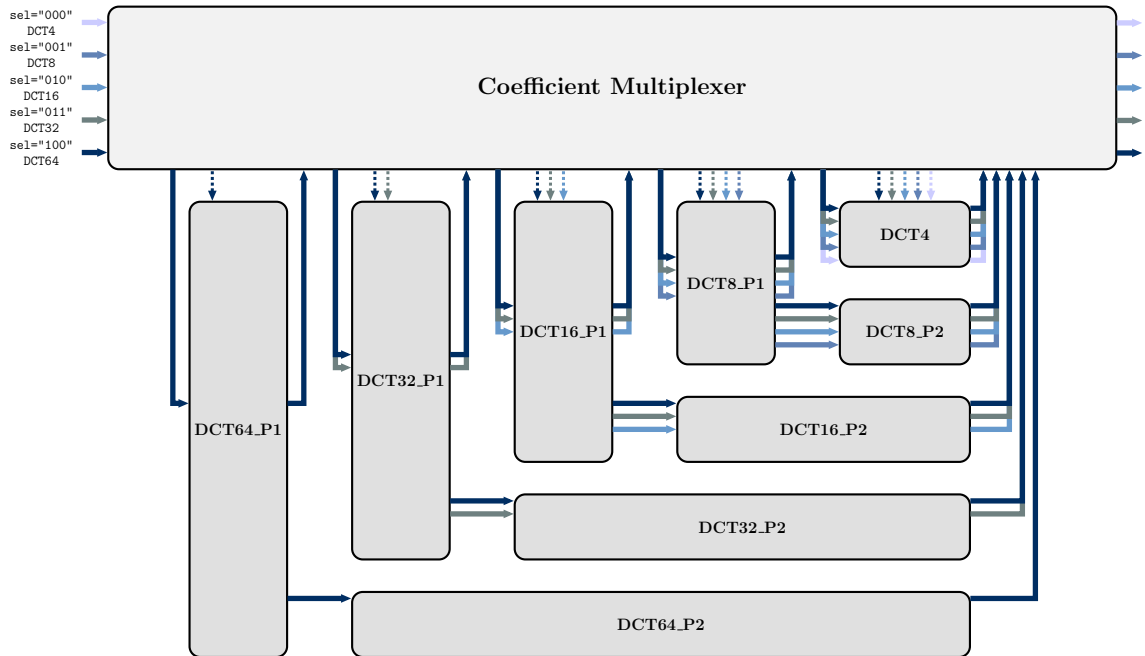 sel="000"
DCT4
sel="001"
DCT8
sel="010"
DCT16
sel="011"
DCT32
sel="100"
DCT64
Coefficient Multiplexer
DCT4
DCT8_P1
DCT8_P2
DCT16_P1
DCT32_P1
DCT64_P1
DCT16_P2
DCT32_P2
DCT64_P2